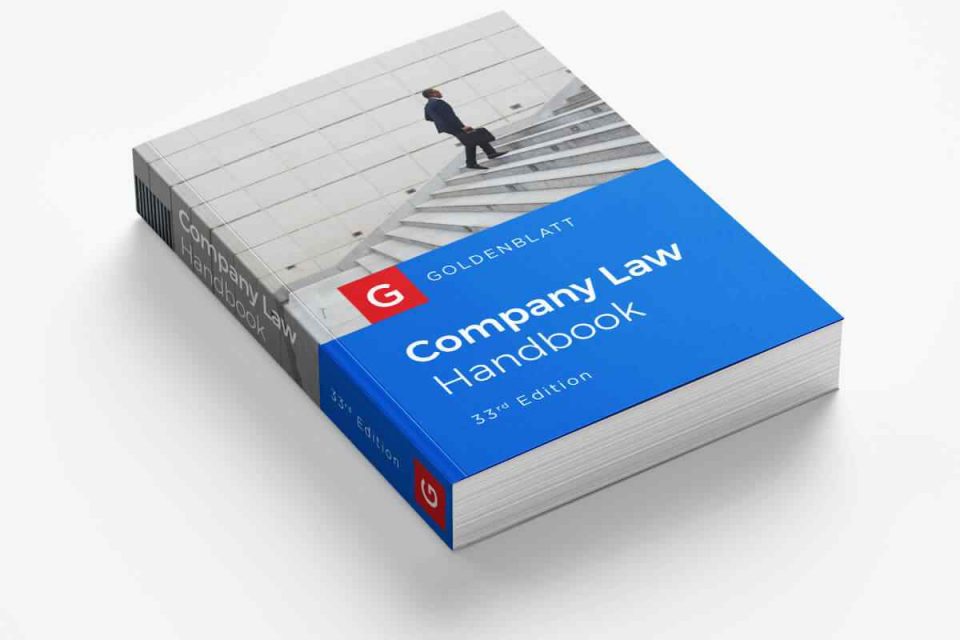 G
GOLDENBLATT
Company Law
Handbook
33rd Edition
Company Law
Handbook
33rd Edition
G